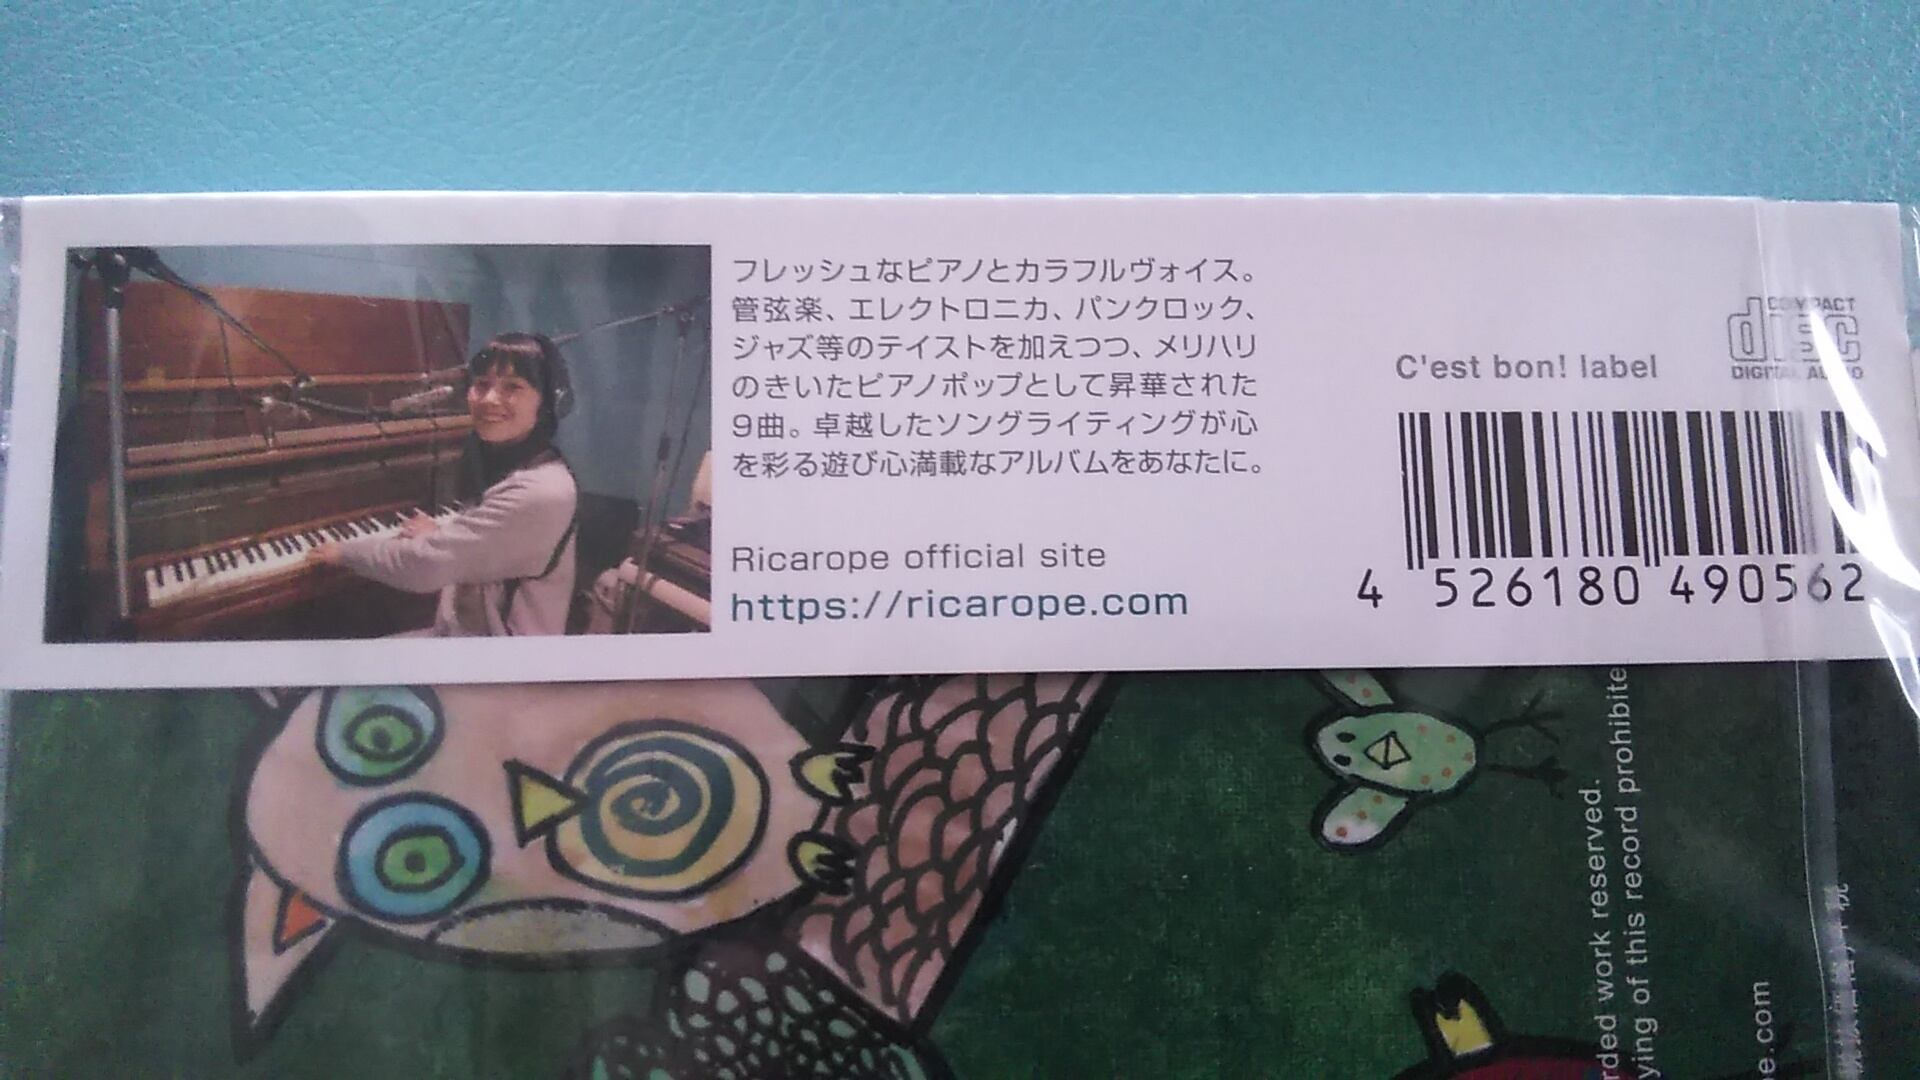 フレッシュなピアノとカラフルヴォイス。
管弦楽、エレクトロニカ、パンクロック、
ジャズ等のテイストを加えつつ、メリハリ
のきいたピアノポップとして昇華された
9曲。卓越したソングライティングが心
を彩る遊び心満載なアルバムをあなたに。
Ricarope official site
https://ricarope.com
COMPACT
disc
DIGITAL AUDIO
C'est bon! label
4 526180 490562
work reserved.
of this record